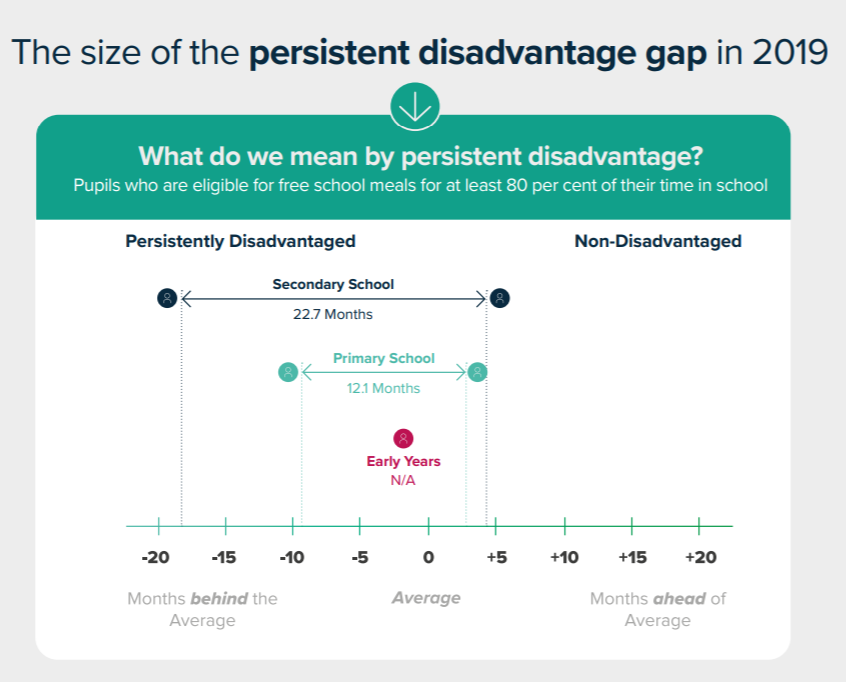 The size of the persistent disadvantage gap in 2019
What do we mean by persistent disadvantage?
Pupils who are eligible for free school meals for at least 80 per cent of their time in school
Persistently Disadvantaged
Non-Disadvantaged
Secondary School
22.7 Months
Primary School
12.1 Months
Early Years
N/A
-20 -15 -10 -5 0 +5 +10 +15 +20
Months behind the
Average
Average
Months ahead of
Average